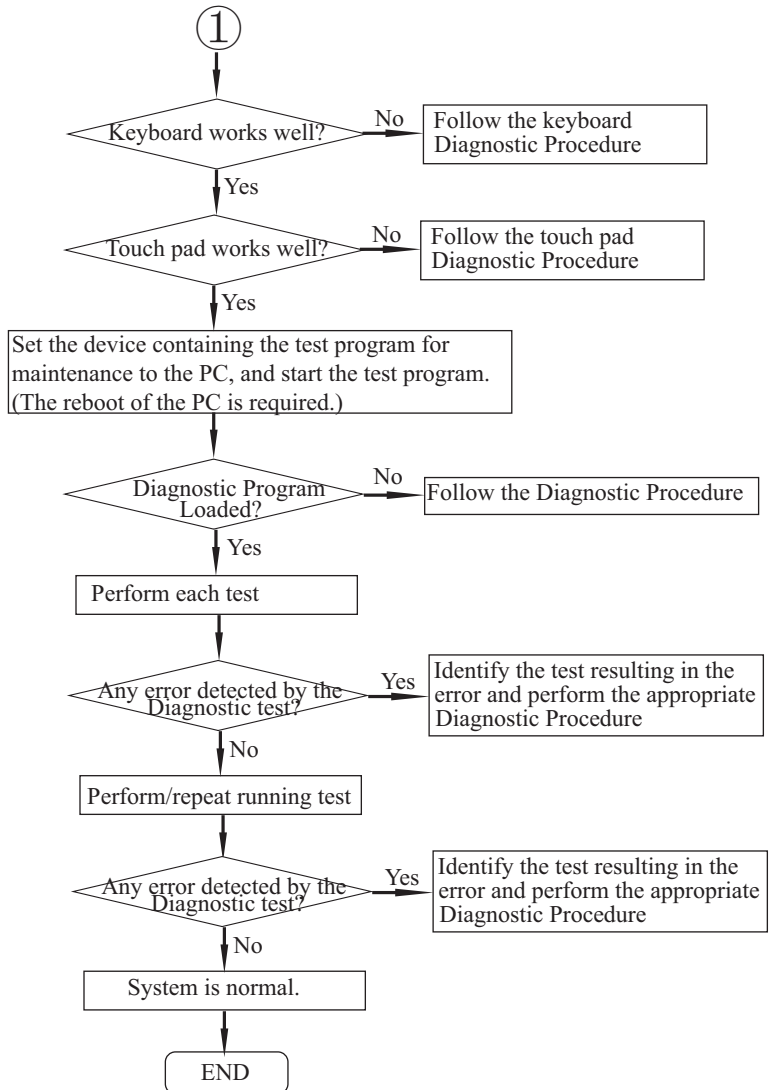 ①
Keyboard works well?
No
Follow the keyboard
Diagnostic Procedure
Yes
Touch pad works well?
No
Follow the touch pad
Diagnostic Procedure
Yes
Set the device containing the test program for
maintenance to the PC, and start the test program.
(The reboot of the PC is required.)
Diagnostic Program
Loaded?
No
Follow the Diagnostic Procedure
Yes
Perform each test
Any error detected by the
Diagnostic test?
Yes
Identify the test resulting in the
error and perform the appropriate
Diagnostic Procedure
No
Perform/repeat running test
Any error detected by the
Diagnostic test?
Yes
Identify the test resulting in the
error and perform the appropriate
Diagnostic Procedure
No
System is normal.
END